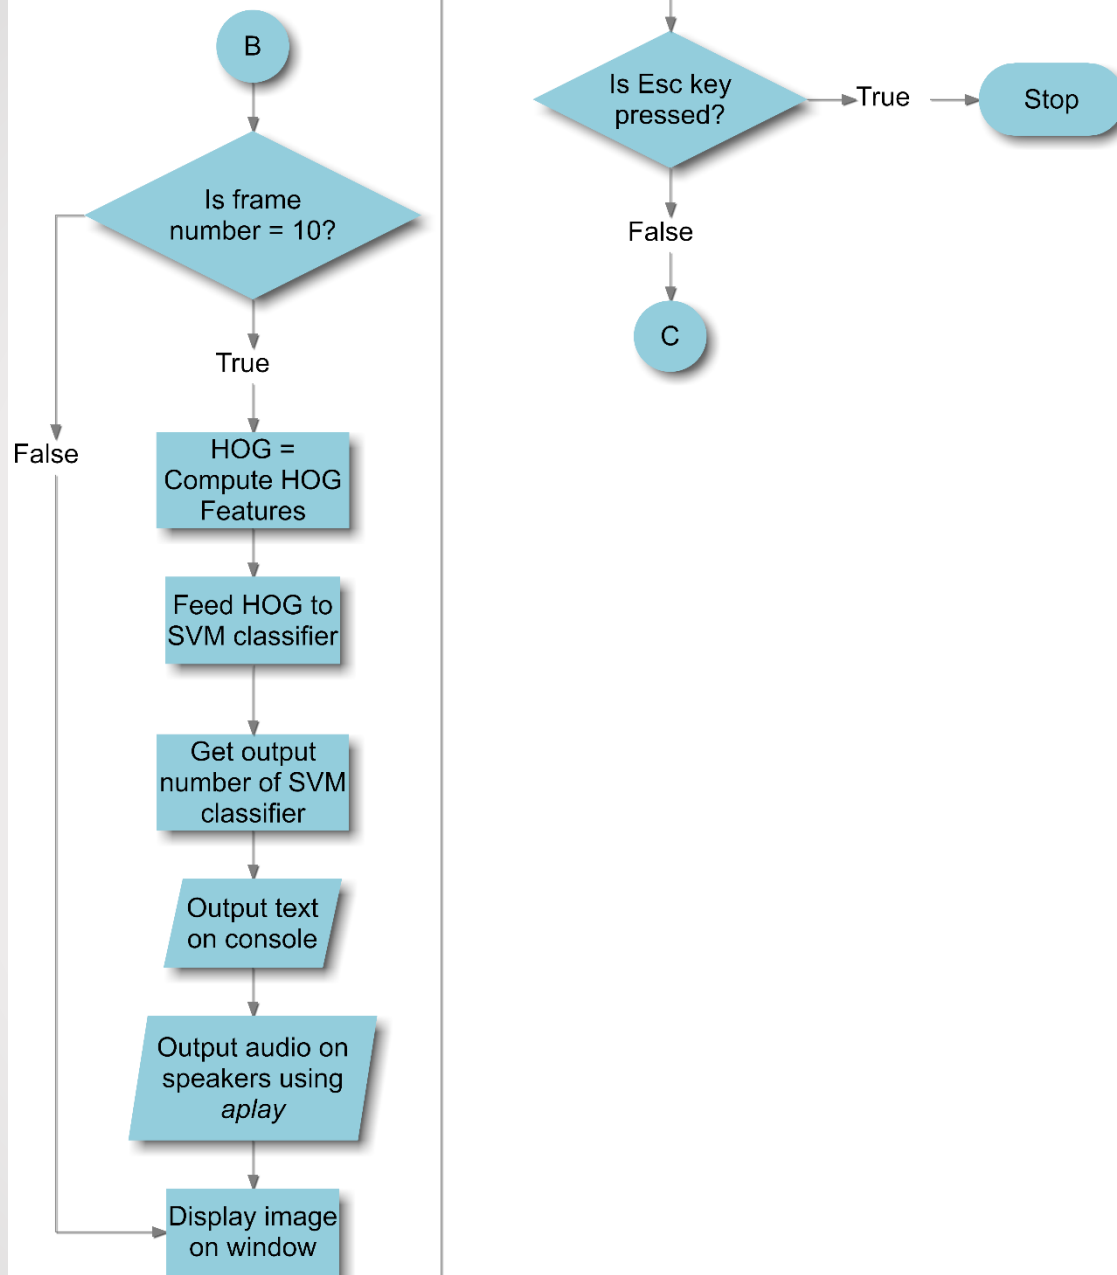 B
Is frame
number = 10?
True
False
HOG =
Compute HOG
Features
Feed HOG to
SVM classifier
Get output
number of SVM
classifier
Output text
on console
Output audio on
speakers using
aplay
Display image
on window
Is Esc key
pressed?
True
Stop
False
C